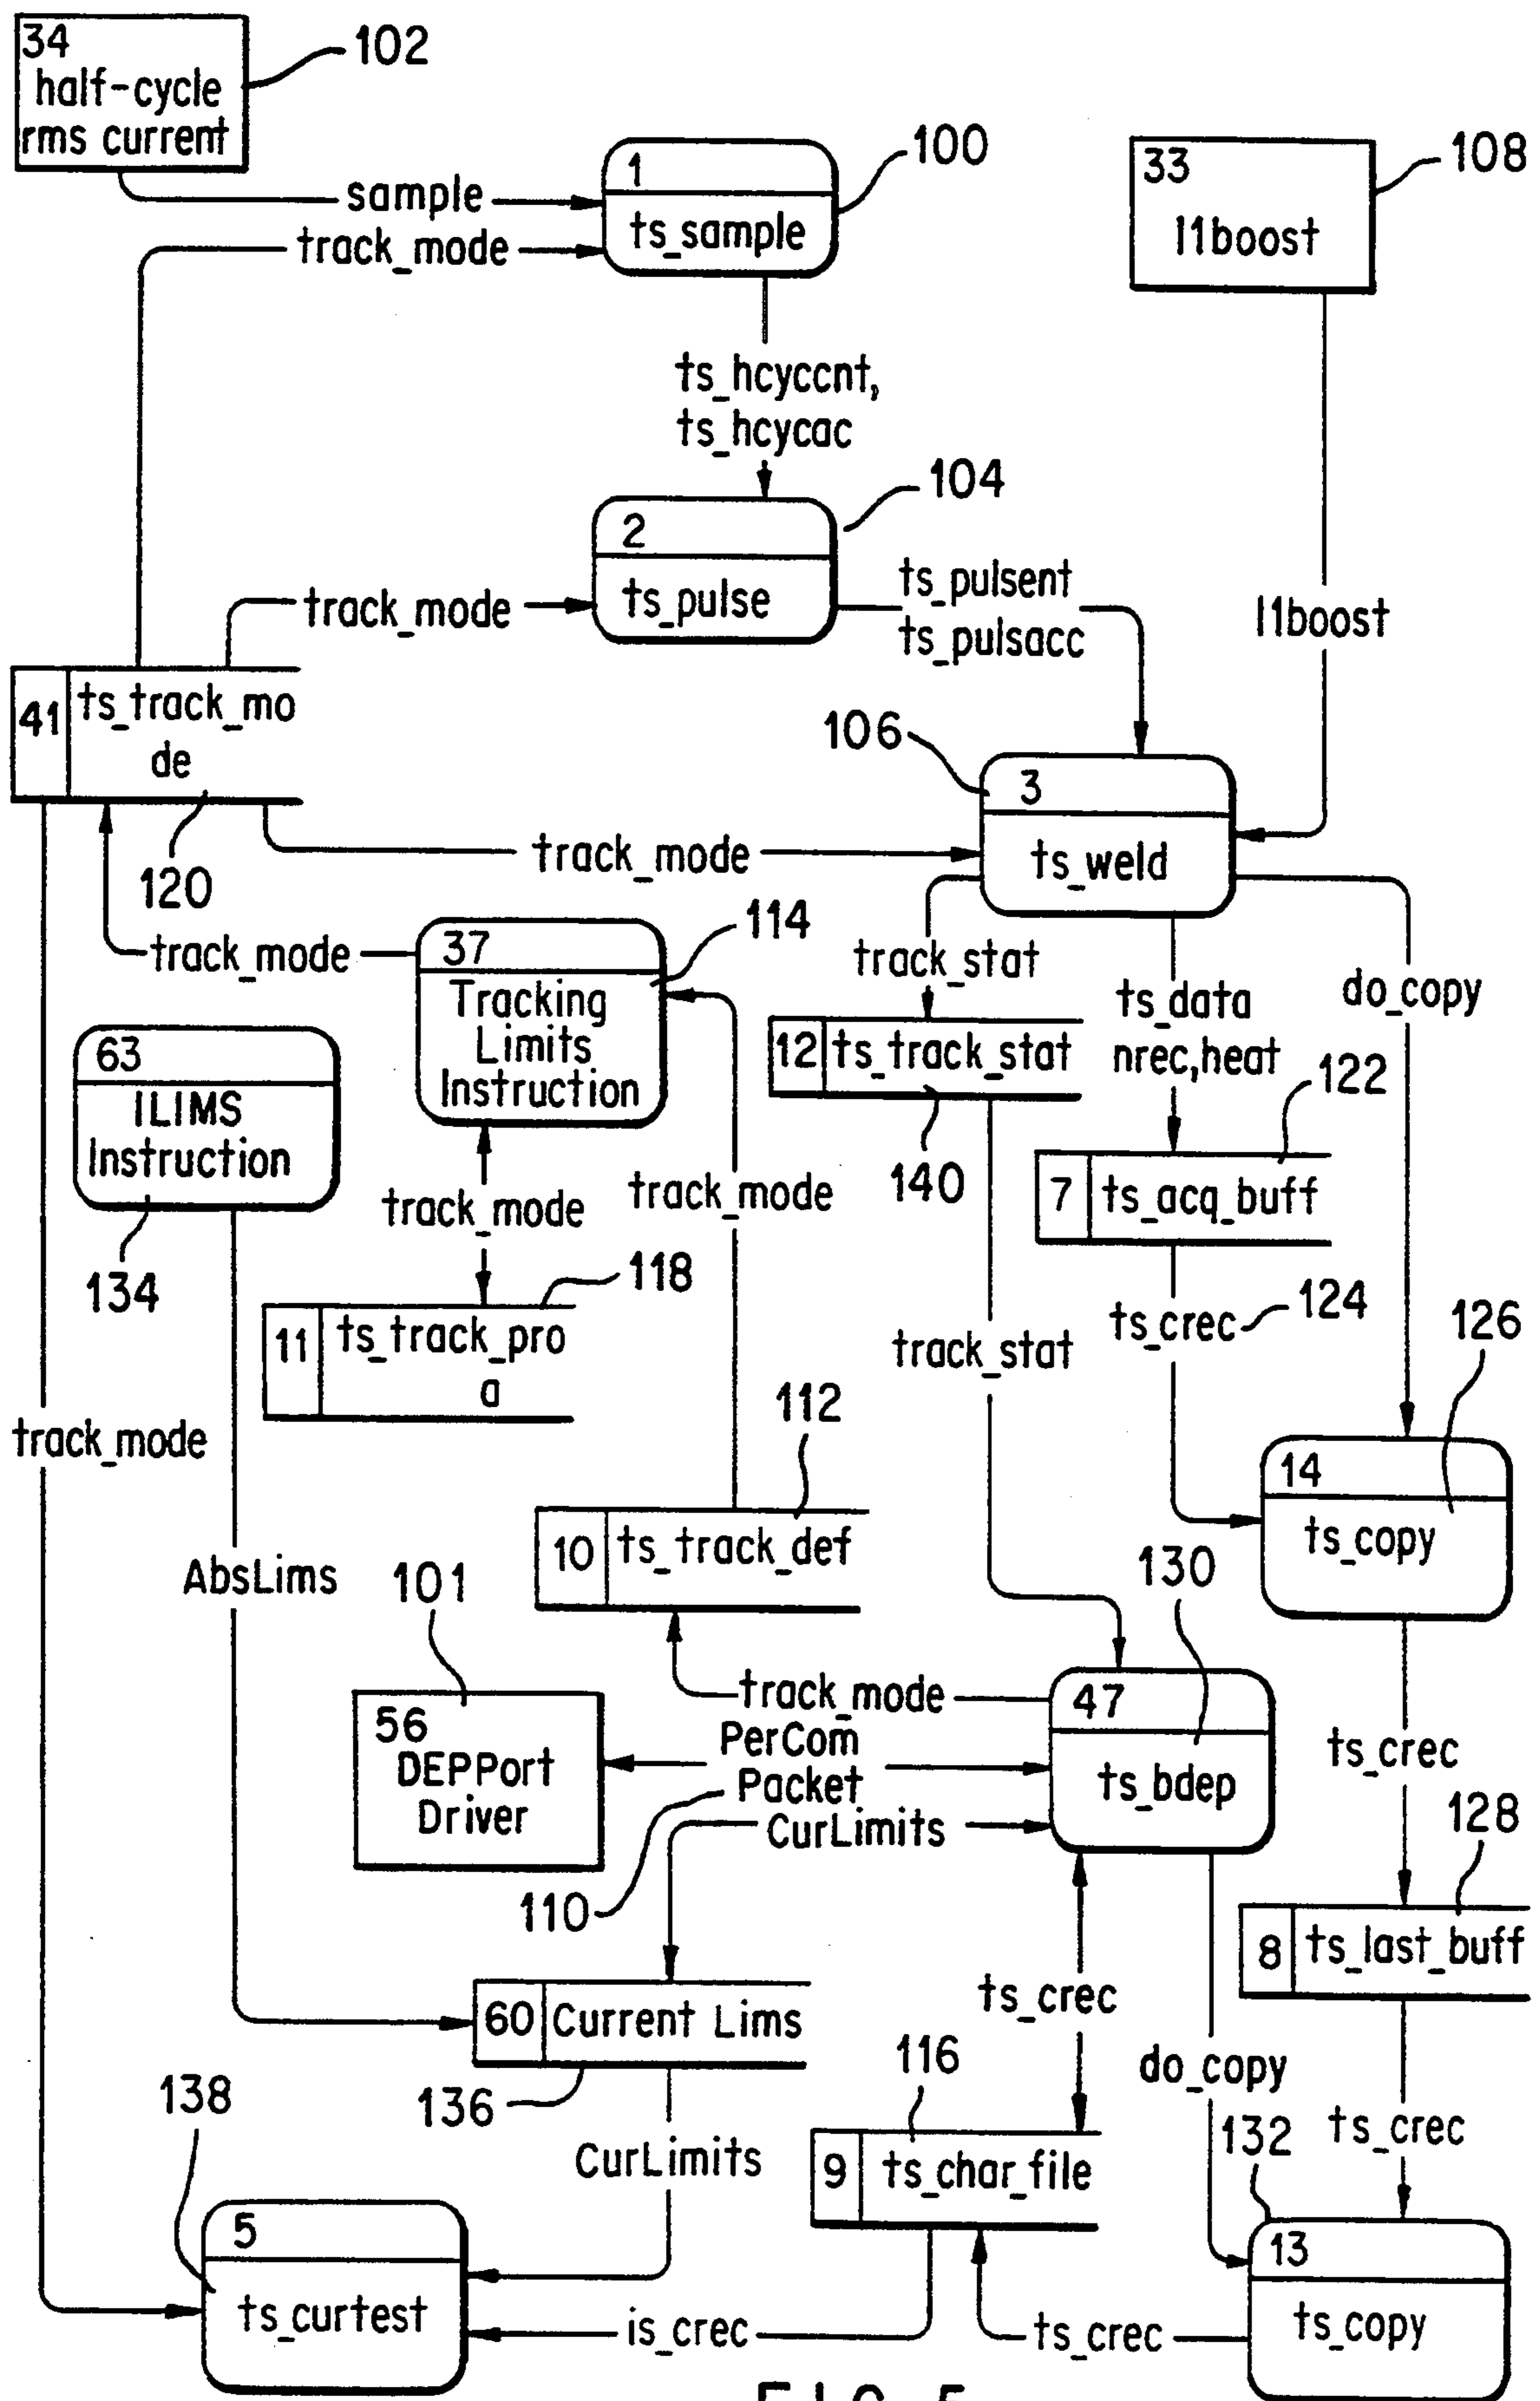 34
half-cycle
rms current
102
sample
track_mode
1
ts_sample
100
33
l1boost
108
ts_hcyccnt,
ts_hcycac
104
2
ts_pulse
track_mode
ts_pulsent
ts_pulsacc
l1boost
41
ts_track_mo
de
120
106
3
ts_weld
track_mode
track_mode
37
Tracking
Limits
Instruction
114
track_stat
ts_data
nrec,heat
do_copy
63
ILIMS
Instruction
134
12
ts_track_stat
140
122
7
ts_acq_buff
track_mode
track_mode
118
11
ts_track_pro
a
ts_crec
124
126
track_stat
track_mode
112
10
ts_track_def
14
ts_copy
AbsLims
101
130
56
DEPPort
Driver
track_mode
PerCom
Packet
CurLimits
110
47
ts_bdep
ts_crec
128
8
ts_last_buff
60
Current Lims
136
ts_crec
116
do_copy
132
ts_crec
138
CurLimits
9
ts_char_file
5
ts_curtest
is_crec
ts_crec
13
ts_copy
FIG. 5